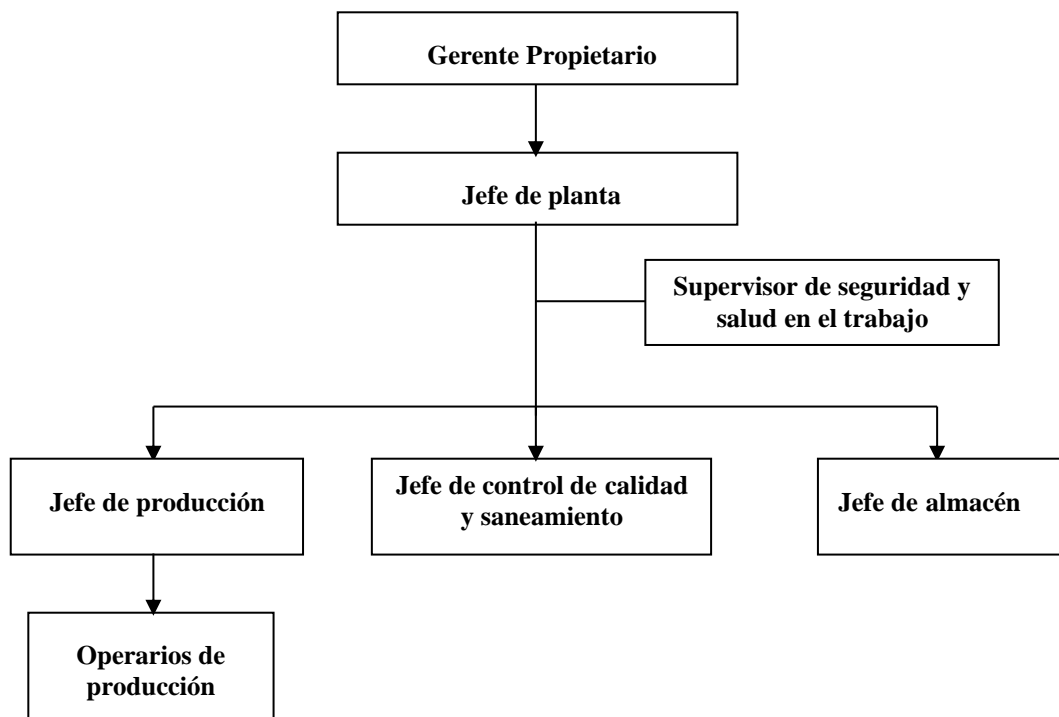 Gerente Propietario
Jefe de planta
Supervisor de seguridad y
salud en el trabajo
Jefe de producción
Jefe de control de calidad
y saneamiento
Jefe de almacén
Operarios de
producción